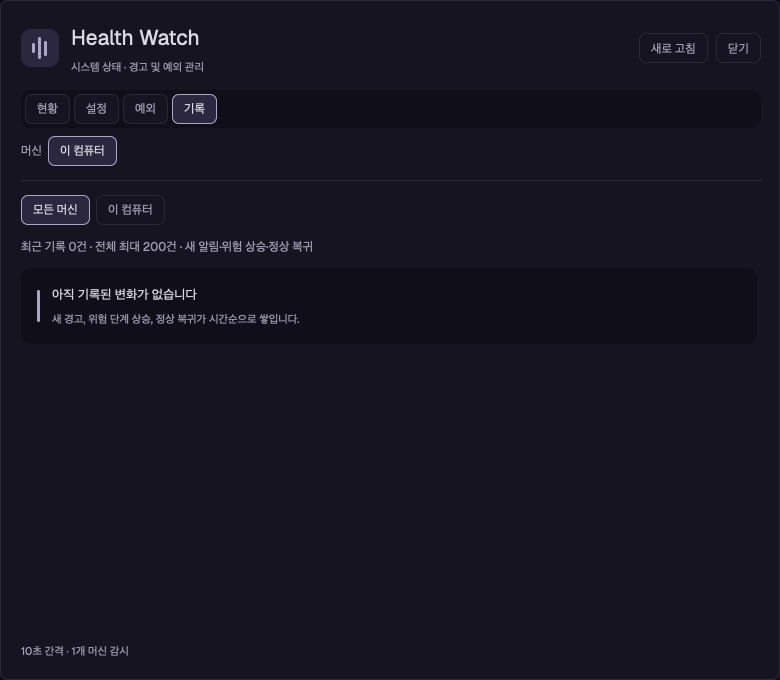 Health Watch
시스템 상태 · 경고 및 예외 관리
새로 고침
닫기
현황
설정
예외
기록
머신
이 컴퓨터
모든 머신
이 컴퓨터
최근 기록 0건 · 전체 최대 200건 · 새 알림·위험 상승·정상 복귀
아직 기록된 변화가 없습니다
새 경고, 위험 단계 상승, 정상 복귀가 시간순으로 쌓입니다.
10초 간격 · 1개 머신 감시